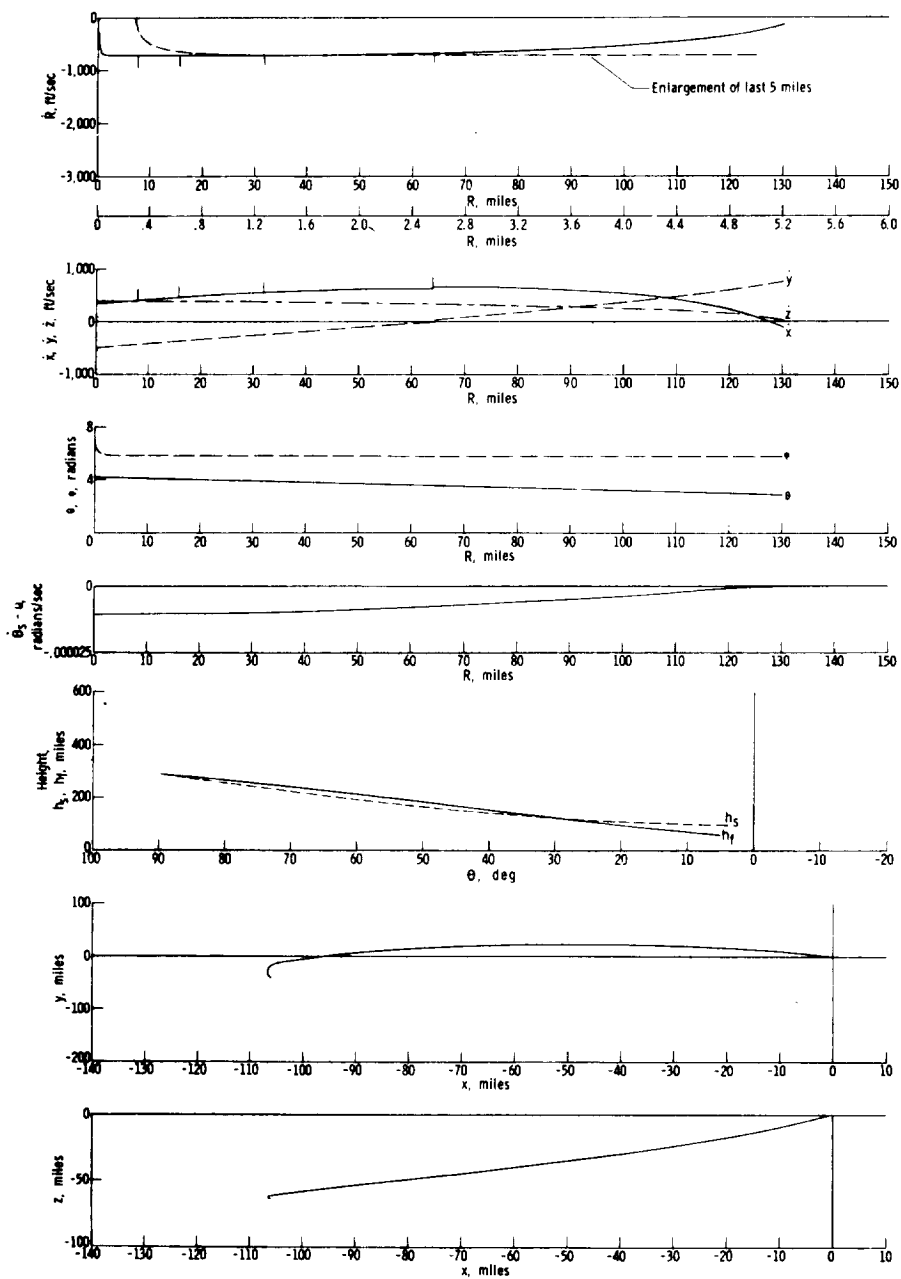 0
-1,000
-2,000
-3,000
Ṙ, ft/sec
Enlargement of last 5 miles
0 10 20 30 40 50 60 70 80 90 100 110 120 130 140 150
R, miles
0 .4 .8 1.2 1.6 2.0 2.4 2.8 3.2 3.6 4.0 4.4 4.8 5.2 5.6 6.0
R, miles
1,000
0
-1,000
ẋ, ẏ, ż, ft/sec
ẏ
ż
ẋ
0 10 20 30 40 50 60 70 80 90 100 110 120 130 140 150
R, miles
8
4
0
radians
θ
0 10 20 30 40 50 60 70 80 90 100 110 120 130 140 150
R, miles
0
-.000025
θ̇s - u,
radians/sec
0 10 20 30 40 50 60 70 80 90 100 110 120 130 140 150
R, miles
600
400
200
0
Height,
hs, hf, miles
hs
hf
100 90 80 70 60 50 40 30 20 10 0 -10 -20
θ, deg
100
0
-100
-200
y, miles
-140 -130 -120 -110 -100 -90 -80 -70 -60 -50 -40 -30 -20 -10 0 10
x, miles
0
-50
-100
z, miles
-140 -130 -120 -110 -100 -90 -80 -70 -60 -50 -40 -30 -20 -10 0 10
x, miles